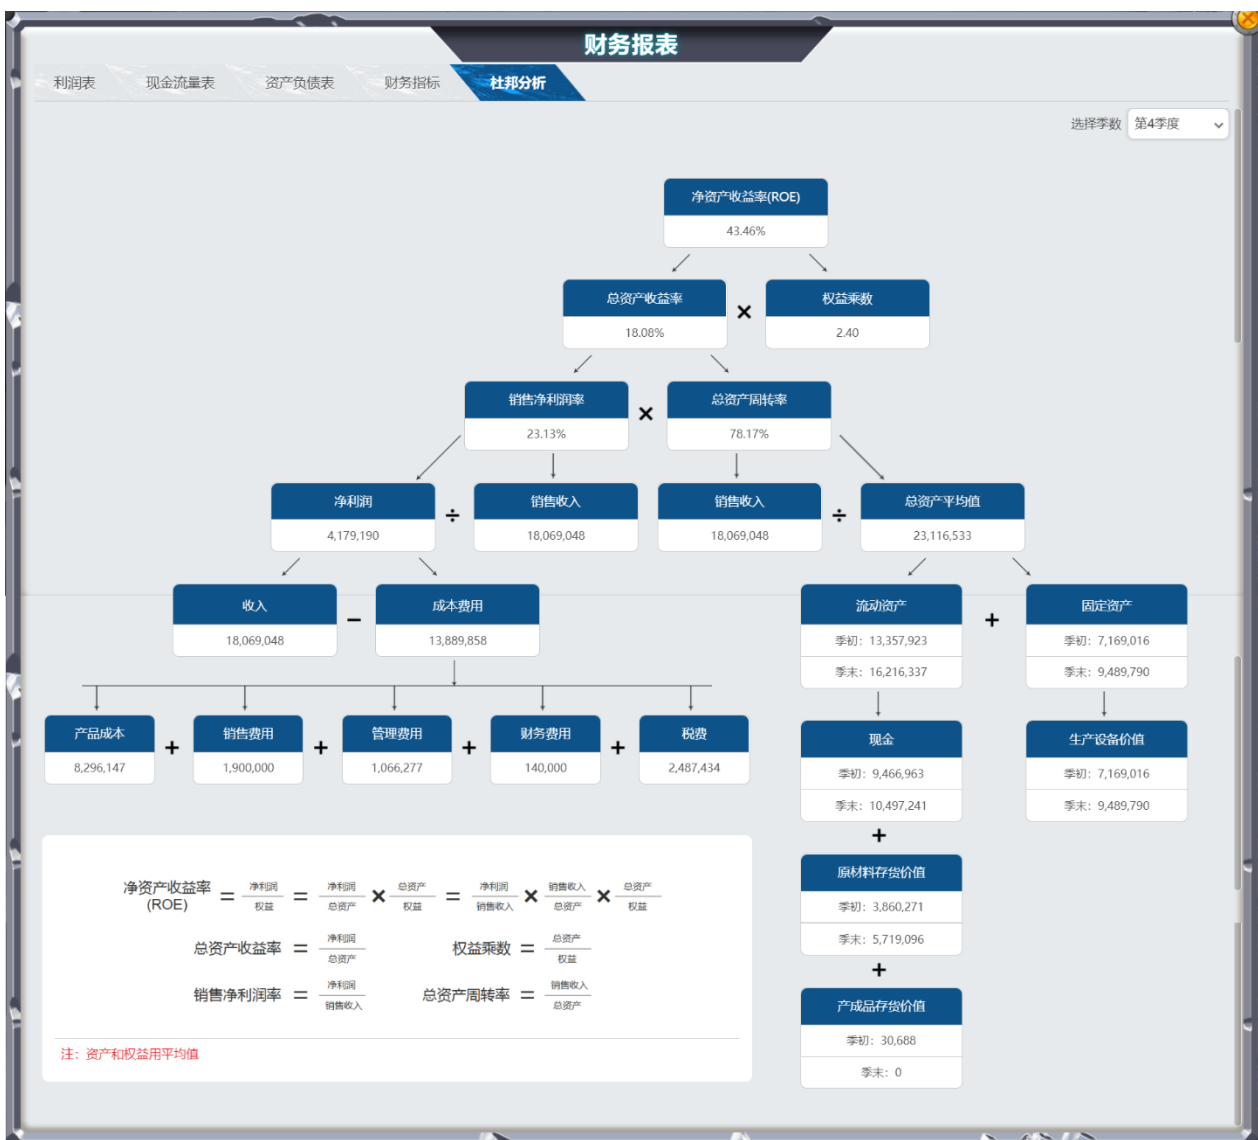 财务报表
利润表 现金流量表 资产负债表 财务指标 杜邦分析
选择季数 第4季度
净资产收益率(ROE)
43.46%
总资产收益率 × 权益乘数
18.08% 2.40
销售净利润率 × 总资产周转率
23.13% 78.17%
净利润 ÷ 销售收入 销售收入 ÷ 总资产平均值
4,179,190 18,069,048 18,069,048 23,116,533
收入 − 成本费用 流动资产 + 固定资产
18,069,048 13,889,858 季初：13,357,923 季初：7,169,016
季末：16,216,337 季末：9,489,790
产品成本 + 销售费用 + 管理费用 + 财务费用 + 税费 现金 生产设备价值
8,296,147 1,900,000 1,066,277 140,000 2,487,434 季初：9,466,963 季初：7,169,016
季末：10,497,241 季末：9,489,790
+
原材料存货价值
季初：3,860,271
季末：5,719,096
+
产成品存货价值
季初：30,688
季末：0
净资产收益率(ROE) = 净利润/权益 = 净利润/总资产 × 总资产/权益 = 净利润/销售收入 × 销售收入/总资产 × 总资产/权益
总资产收益率 = 净利润/总资产 权益乘数 = 总资产/权益
销售净利润率 = 净利润/销售收入 总资产周转率 = 销售收入/总资产
注：资产和权益用平均值